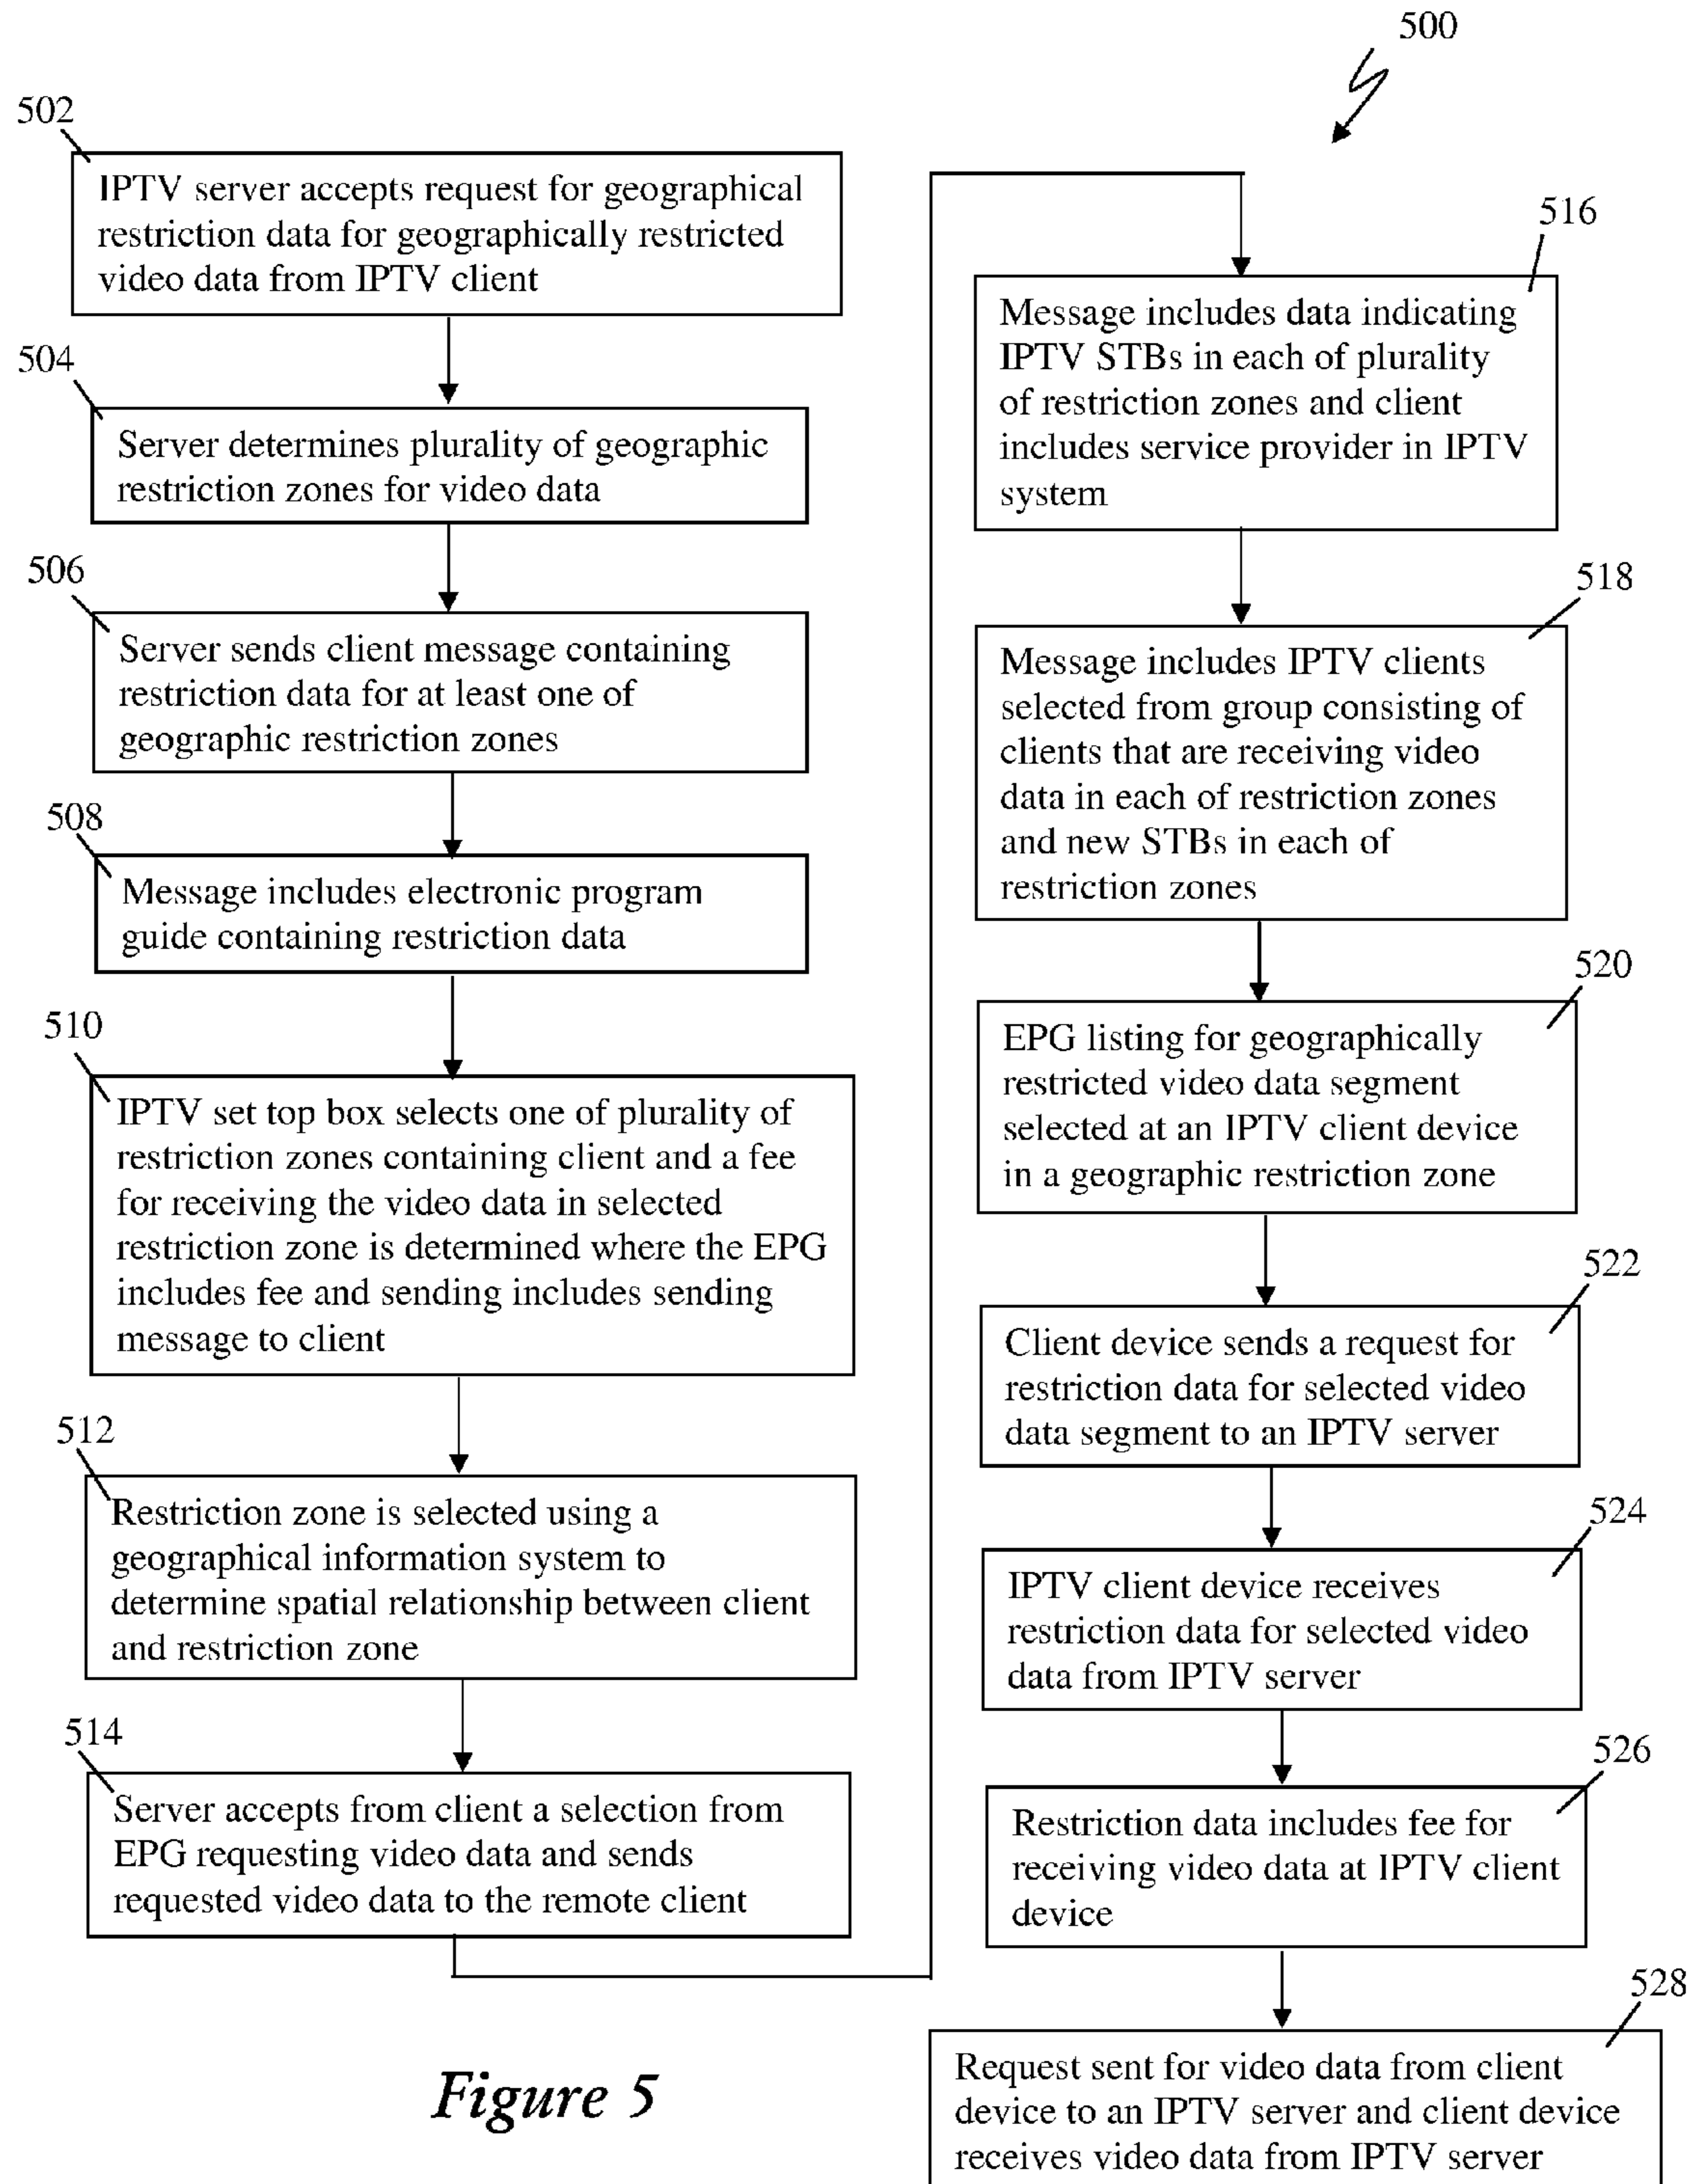 500
502
IPTV server accepts request for geographical
restriction data for geographically restricted
video data from IPTV client
504
Server determines plurality of geographic
restriction zones for video data
506
Server sends client message containing
restriction data for at least one of
geographic restriction zones
508
Message includes electronic program
guide containing restriction data
510
IPTV set top box selects one of plurality of
restriction zones containing client and a fee
for receiving the video data in selected
restriction zone is determined where the EPG
includes fee and sending includes sending
message to client
512
Restriction zone is selected using a
geographical information system to
determine spatial relationship between client
and restriction zone
514
Server accepts from client a selection from
EPG requesting video data and sends
requested video data to the remote client
516
Message includes data indicating
IPTV STBs in each of plurality
of restriction zones and client
includes service provider in IPTV
system
518
Message includes IPTV clients
selected from group consisting of
clients that are receiving video
data in each of restriction zones
and new STBs in each of
restriction zones
520
EPG listing for geographically
restricted video data segment
selected at an IPTV client device
in a geographic restriction zone
522
Client device sends a request for
restriction data for selected video
data segment to an IPTV server
524
IPTV client device receives
restriction data for selected video
data from IPTV server
526
Restriction data includes fee for
receiving video data at IPTV client
device
528
Request sent for video data from client
device to an IPTV server and client device
receives video data from IPTV server
Figure 5